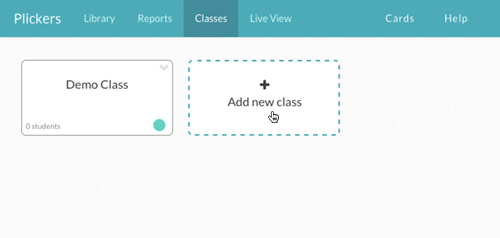 Plickers Library Reports Classes Live View Cards Help
Demo Class
0 students
+
Add new class